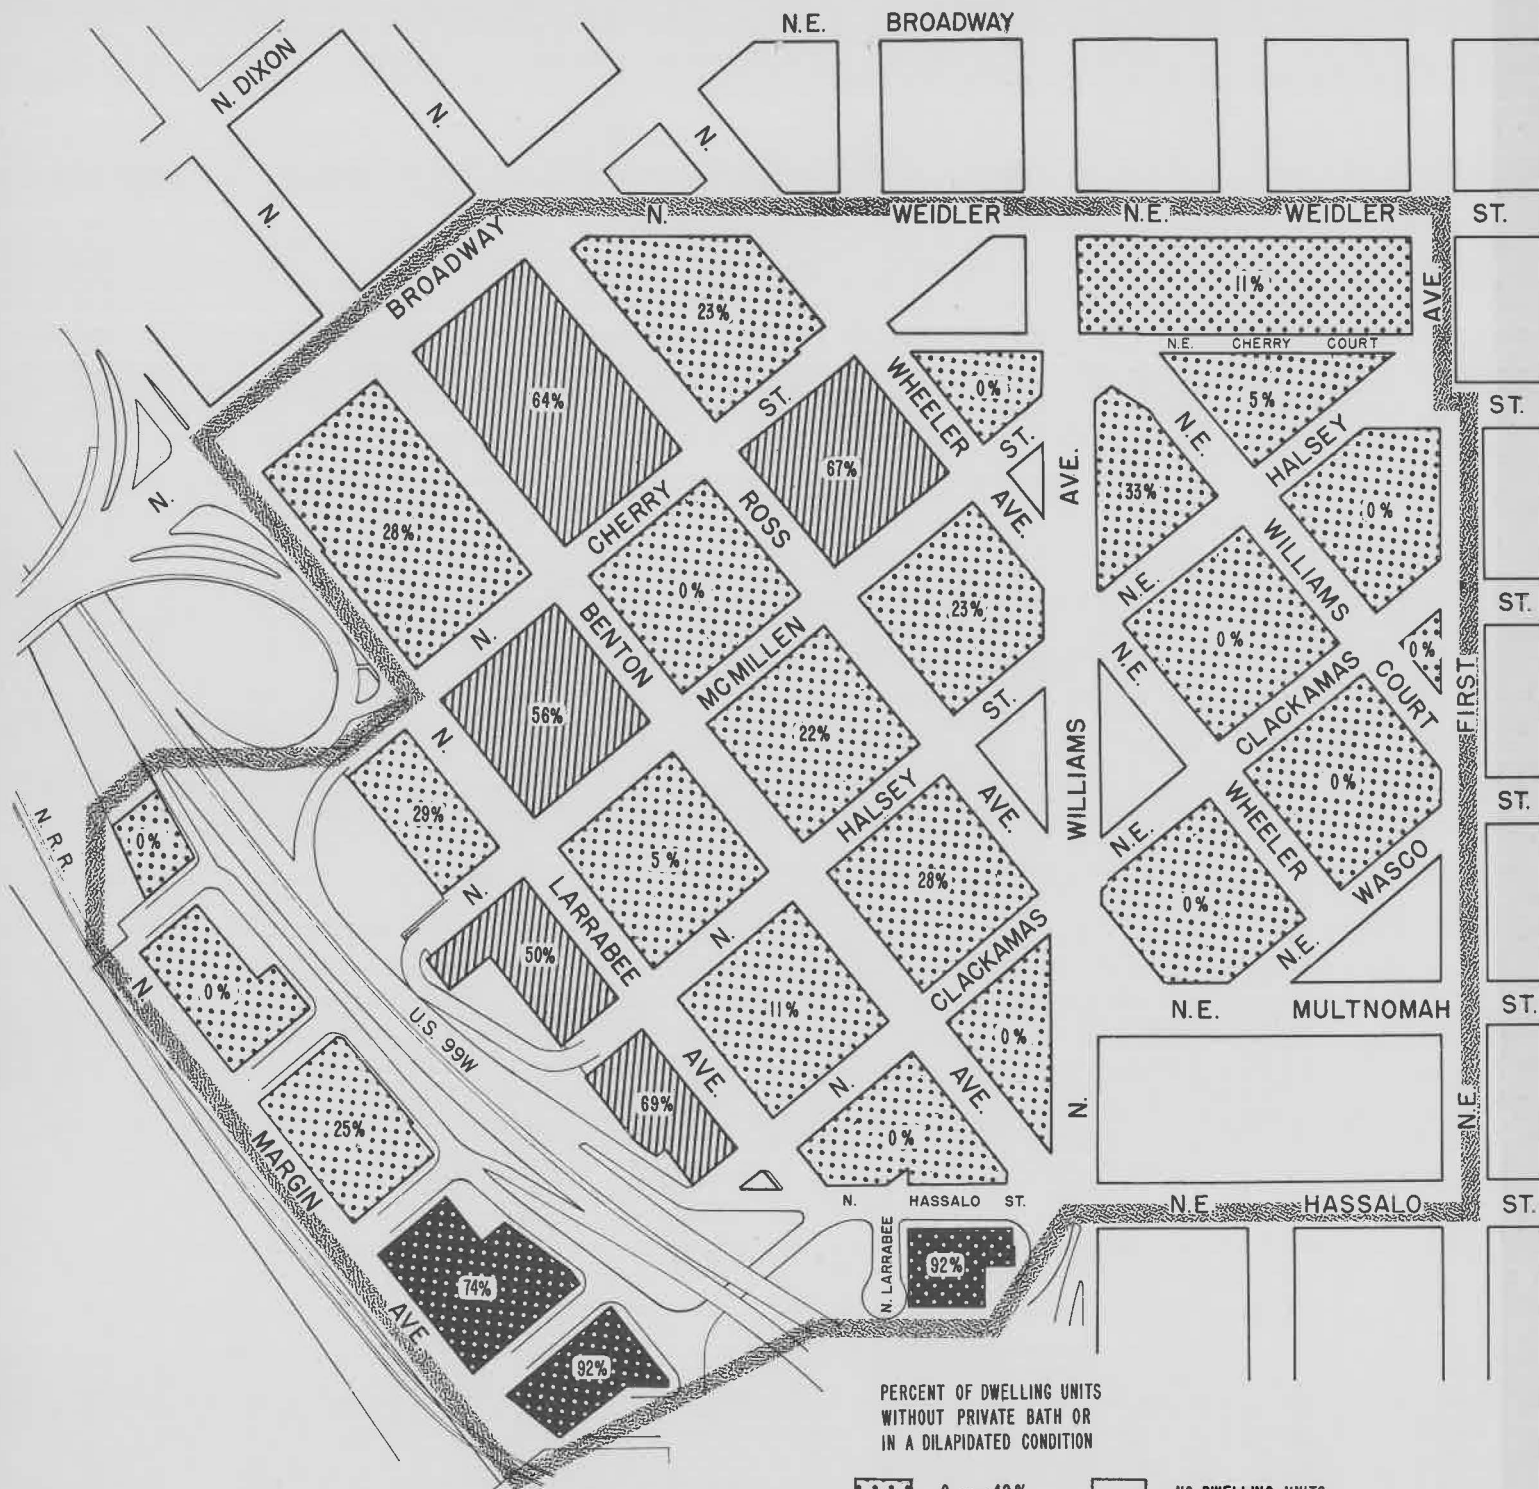 N.E. BROADWAY
N. DIXON
N.
N.
N.
BROADWAY
N. WEIDLER N.E. WEIDLER ST.
23%
11%
AVE.
N.E. CHERRY COURT
64%
ST.
WHEELER
0%
5%
ST.
ST.
N.E.
HALSEY
28%
67%
AVE.
33%
0%
N.
CHERRY
ROSS
AVE.
WILLIAMS
N.E.
ST.
0%
23%
0%
0%
N.
BENTON
MCMILLEN
N.E.
CLACKAMAS
COURT
FIRST
56%
22%
ST.
WILLIAMS
0%
N.
HALSEY
AVE.
WHEELER
ST.
29%
N.E.
N.R.R.
0%
5%
28%
WASCO
N.
LARRABEE
N.
CLACKAMAS
0%
N.E.
50%
0%
N.
11%
0%
N.E. MULTNOMAH ST.
U.S. 99W
AVE.
N.
AVE.
N.
N.E.
69%
25%
0%
MARGIN
N. HASSALO ST.
N.E. HASSALO ST.
N. LARRABEE
92%
74%
AVE.
92%
PERCENT OF DWELLING UNITS
WITHOUT PRIVATE BATH OR
IN A DILAPIDATED CONDITION
NO DWELLING UNITS